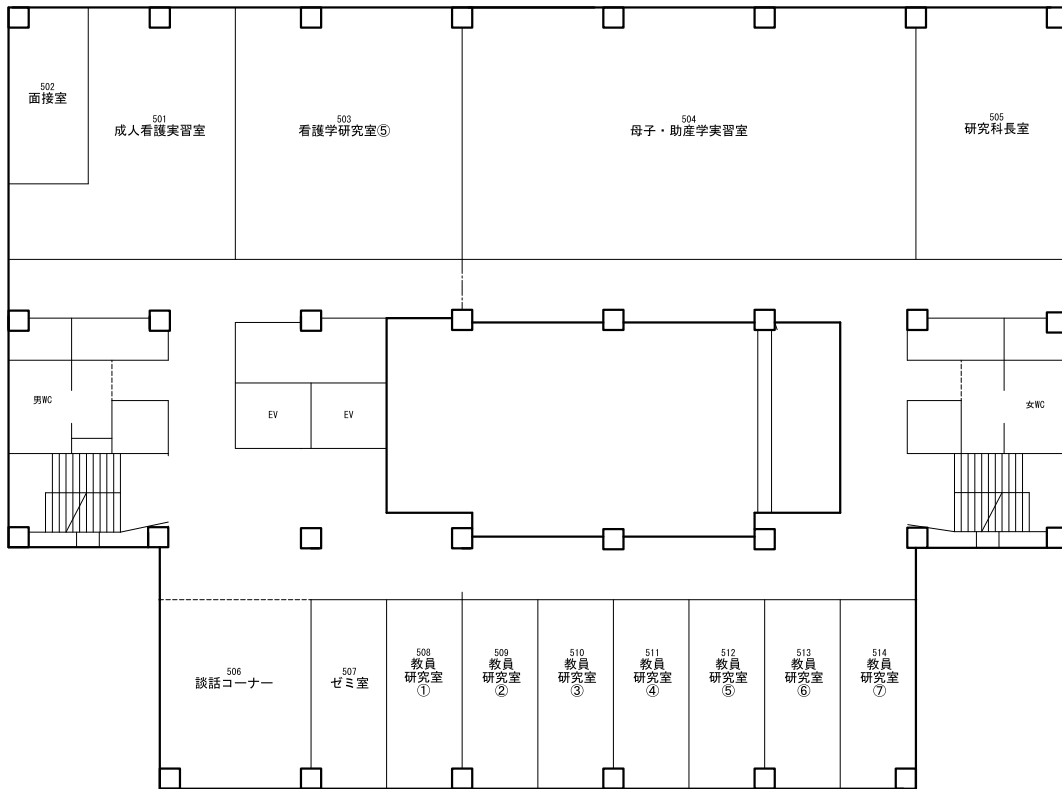 502
面接室
501
成人看護実習室
503
看護学研究室⑤
504
母子・助産学実習室
505
研究科長室
男WC
EV
EV
女WC
506
談話コーナー
507
ゼミ室
508
教員
研究室
①
509
教員
研究室
②
510
教員
研究室
③
511
教員
研究室
④
512
教員
研究室
⑤
513
教員
研究室
⑥
514
教員
研究室
⑦